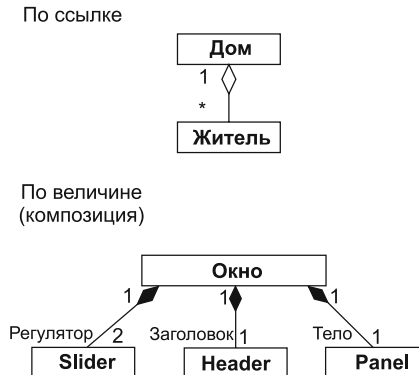 По ссылке
Дом
1
*
Житель
По величине
(композиция)
Окно
1 1 1
Регулятор 2 Заголовок 1 Тело 1
Slider Header Panel